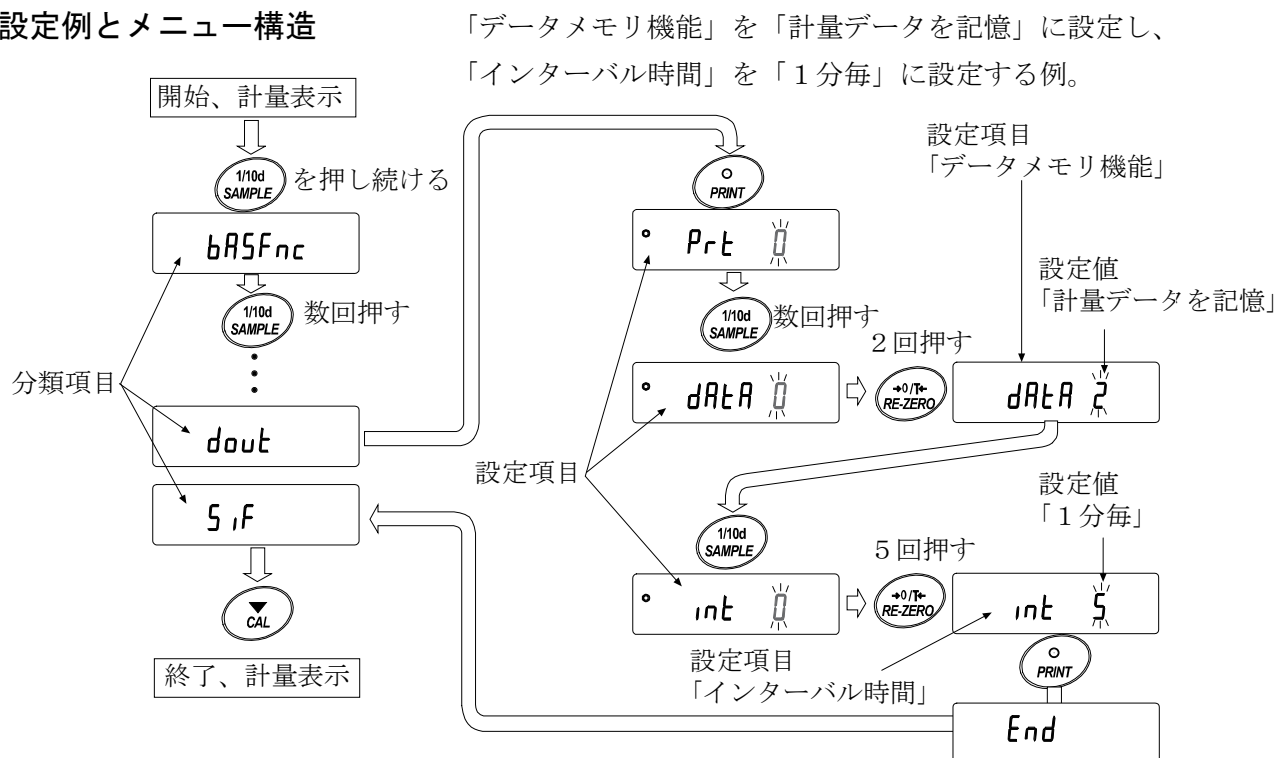 設定例とメニュー構造
「データメモリ機能」を「計量データを記憶」に設定し、
「インターバル時間」を「１分毎」に設定する例。
開始、計量表示
1/10d
SAMPLE
を押し続ける
bASFnc
1/10d
SAMPLE
数回押す
分類項目
dout
SiF
CAL
終了、計量表示
PRINT
Prt 0
1/10d
SAMPLE
数回押す
dAtA 0
２回押す
→0/T←
RE-ZERO
設定項目
「データメモリ機能」
設定値
「計量データを記憶」
dAtA 2
設定項目
1/10d
SAMPLE
int 0
５回押す
→0/T←
RE-ZERO
設定値
「１分毎」
int 5
設定項目
「インターバル時間」
PRINT
End